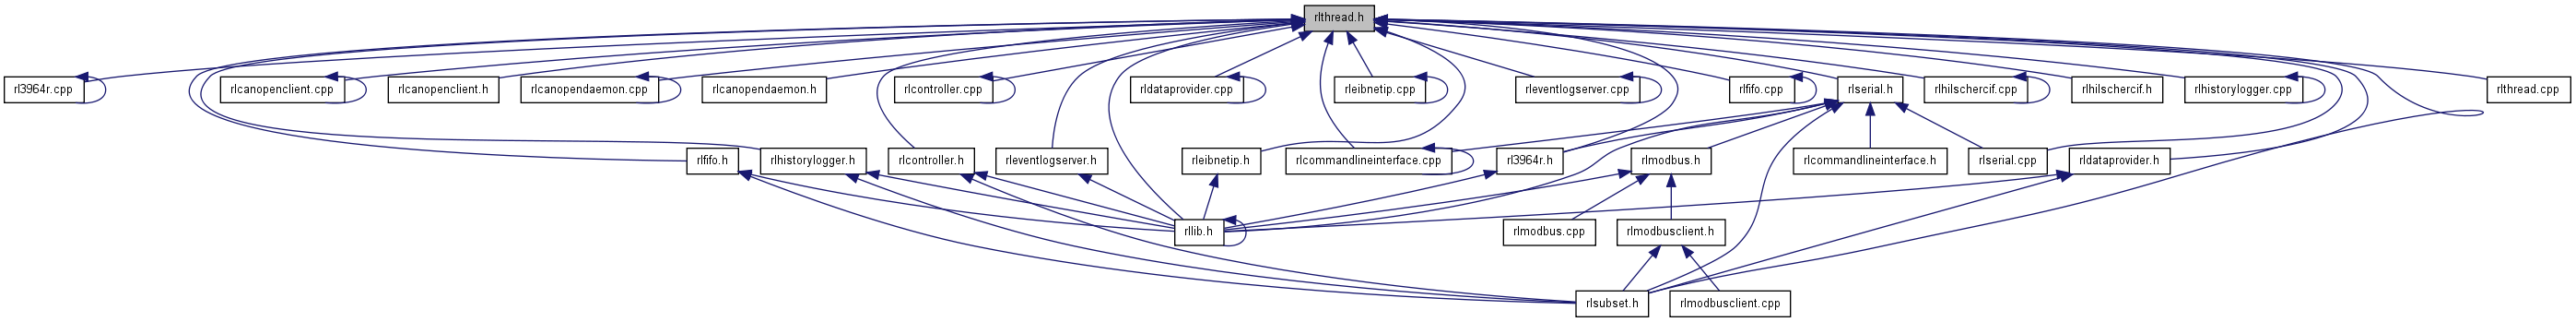 rlthread.h
rl3964r.cpp
rlcanopenclient.cpp
rlcanopenclient.h
rlcanopendaemon.cpp
rlcanopendaemon.h
rlcontroller.cpp
rldataprovider.cpp
rleibnetip.cpp
rleventlogserver.cpp
rlfifo.cpp
rlserial.h
rlhilschercif.cpp
rlhilschercif.h
rlhistorylogger.cpp
rlthread.cpp
rlfifo.h
rlhistorylogger.h
rlcontroller.h
rleventlogserver.h
rleibnetip.h
rlcommandlineinterface.cpp
rl3964r.h
rlmodbus.h
rlcommandlineinterface.h
rlserial.cpp
rldataprovider.h
rllib.h
rlmodbus.cpp
rlmodbusclient.h
rlsubset.h
rlmodbusclient.cpp